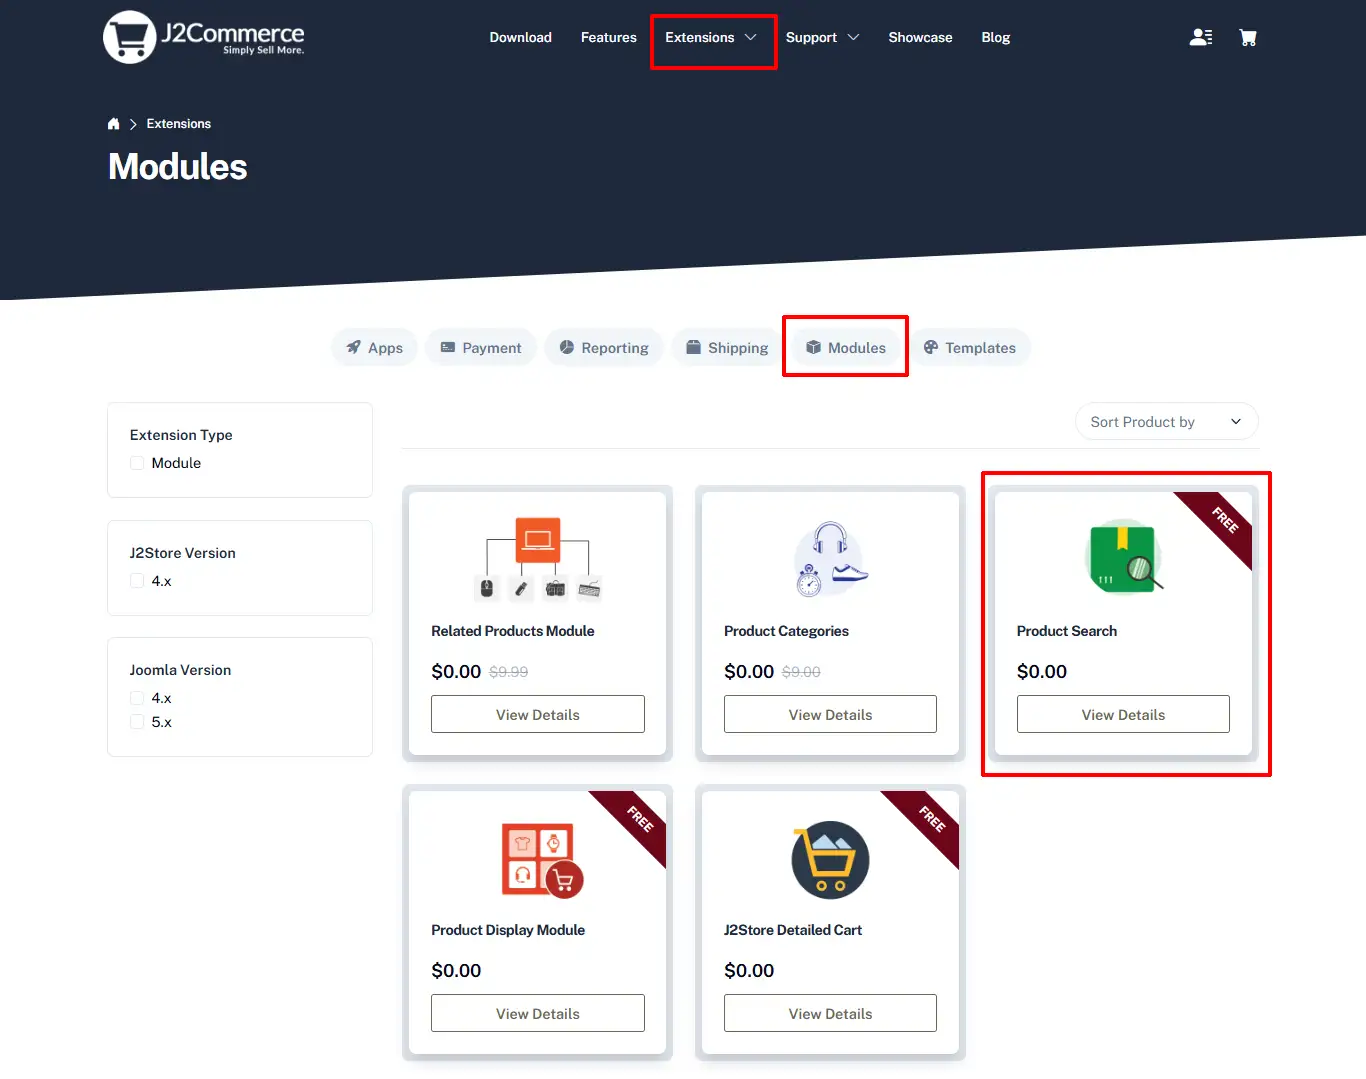 J2Commerce
Simply Sell More.
Download Features Extensions Support Showcase Blog
Extensions
Modules
Apps Payment Reporting Shipping Modules Templates
Extension Type
Module
J2Store Version
4.x
Joomla Version
4.x
5.x
Sort Product by
Related Products Module
$0.00 $9.99
View Details
Product Categories
$0.00 $9.00
View Details
FREE
Product Search
$0.00
View Details
FREE
Product Display Module
$0.00
View Details
FREE
J2Store Detailed Cart
$0.00
View Details